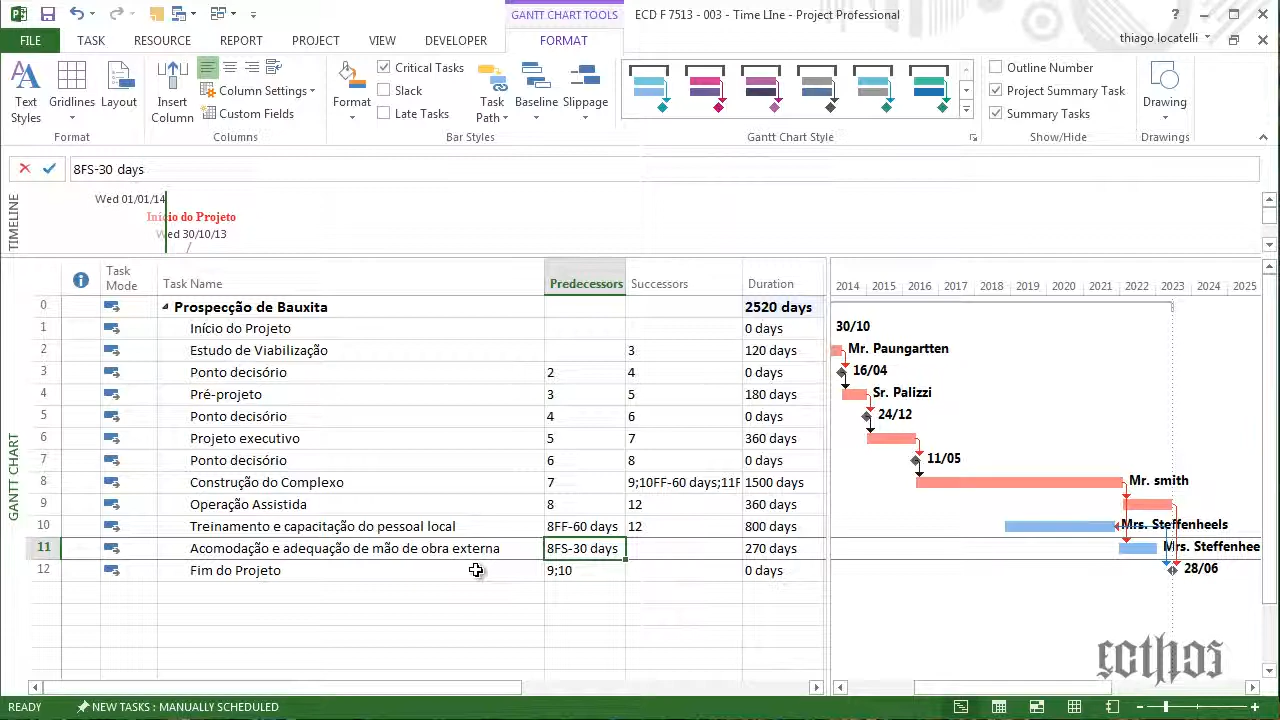 GANTT CHART TOOLS
ECD F 7513 - 003 - Time LIne - Project Professional
FILE TASK RESOURCE REPORT PROJECT VIEW DEVELOPER FORMAT
thiago locatelli
Text Styles
Gridlines
Layout
Format
Insert Column
Column Settings
Custom Fields
Columns
Format
Critical Tasks
Slack
Late Tasks
Task Path
Baseline
Slippage
Bar Styles
Gantt Chart Style
Outline Number
Project Summary Task
Summary Tasks
Show/Hide
Drawing
Drawings
8FS-30 days
TIMELINE
Wed 01/01/14
Início do Projeto
Wed 30/10/13
GANTT CHART
Task Mode Task Name Predecessors Successors Duration
2014 2015 2016 2017 2018 2019 2020 2021 2022 2023 2024 2025
0 Prospecção de Bauxita 2520 days
1 Início do Projeto 0 days 30/10
2 Estudo de Viabilização 3 120 days Mr. Paungartten
3 Ponto decisório 2 4 0 days 16/04
4 Pré-projeto 3 5 180 days Sr. Palizzi
5 Ponto decisório 4 6 0 days 24/12
6 Projeto executivo 5 7 360 days
7 Ponto decisório 6 8 0 days 11/05
8 Construção do Complexo 7 9;10FF-60 days;11F 1500 days Mr. smith
9 Operação Assistida 8 12 360 days
10 Treinamento e capacitação do pessoal local 8FF-60 days 12 800 days Mrs. Steffenheels
11 Acomodação e adequação de mão de obra externa 8FS-30 days 270 days Mrs. Steffenhee
12 Fim do Projeto 9;10 0 days 28/06
ecthos
READY NEW TASKS : MANUALLY SCHEDULED